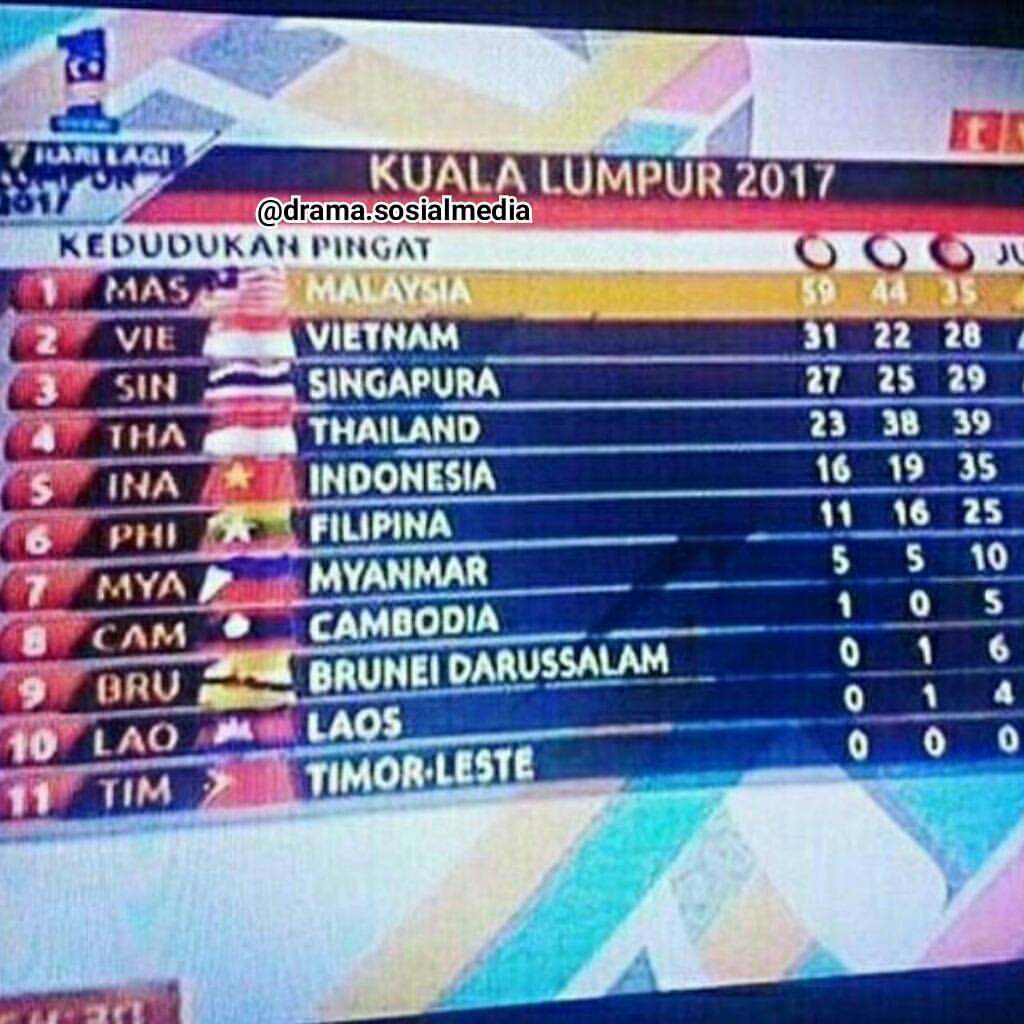 1
7 HARI LAGI
2017
KUALA LUMPUR 2017
@drama.sosialmedia
KEDUDUKAN PINGAT JU
1 MAS MALAYSIA 59 44 35
2 VIE VIETNAM 31 22 28
3 SIN SINGAPURA 27 25 29
4 THA THAILAND 23 38 39
5 INA INDONESIA 16 19 35
6 PHI FILIPINA 11 16 25
7 MYA MYANMAR 5 5 10
8 CAM CAMBODIA 1 0 5
9 BRU BRUNEI DARUSSALAM 0 1 6
10 LAO LAOS 0 1 4
11 TIM TIMOR-LESTE 0 0 0